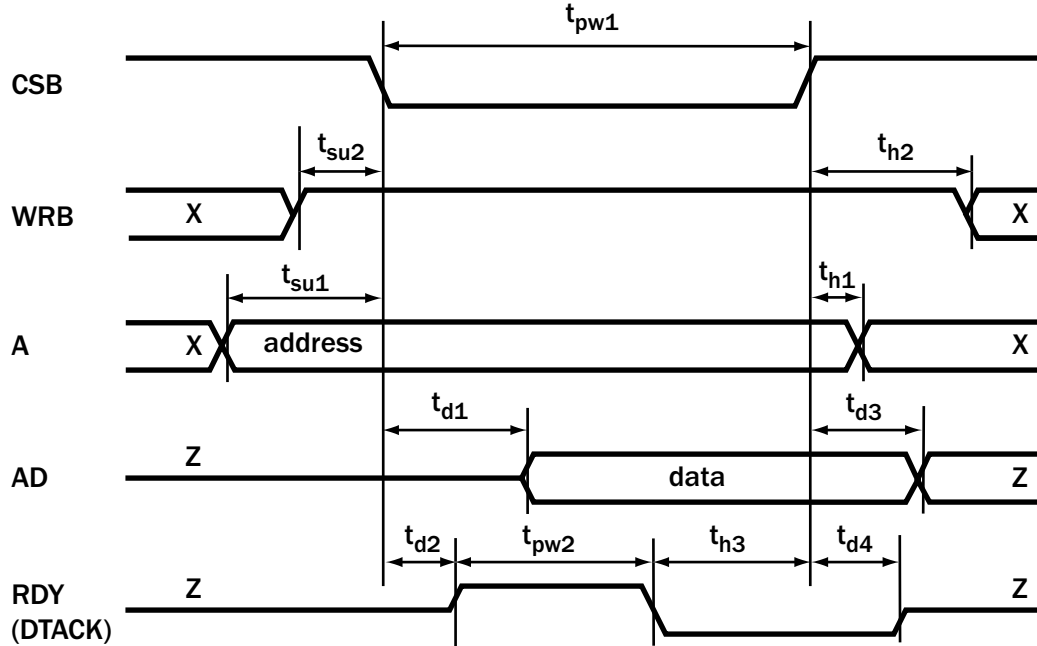 tpw1
CSB
tsu2
th2
WRB
X
X
tsu1
th1
A
X
address
X
td1
td3
AD
Z
data
Z
td2
tpw2
th3
td4
RDY
(DTACK)
Z
Z